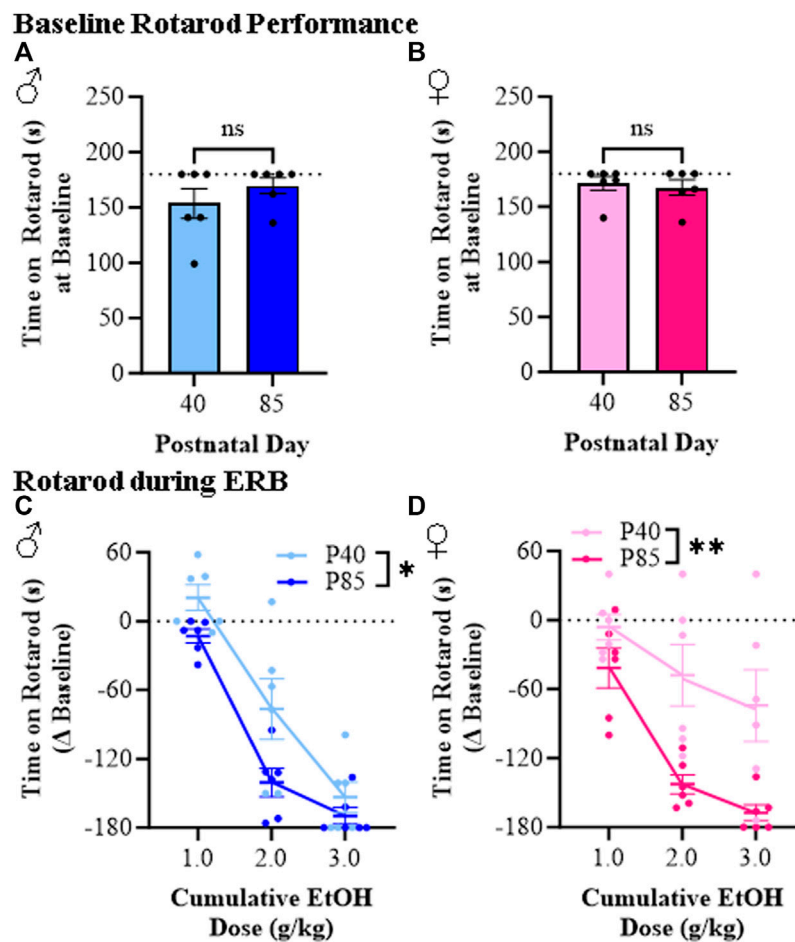 Baseline Rotarod Performance
A
♂
Time on Rotarod (s)
at Baseline
250
200
150
100
50
0
ns
40
85
Postnatal Day
B
♀
Time on Rotarod (s)
at Baseline
250
200
150
100
50
0
ns
40
85
Postnatal Day
Rotarod during ERB
C
♂
Time on Rotarod (s)
(Δ Baseline)
60
0
-60
-120
-180
P40
P85
*
1.0
2.0
3.0
Cumulative EtOH
Dose (g/kg)
D
♀
Time on Rotarod (s)
(Δ Baseline)
60
0
-60
-120
-180
P40
P85
**
1.0
2.0
3.0
Cumulative EtOH
Dose (g/kg)